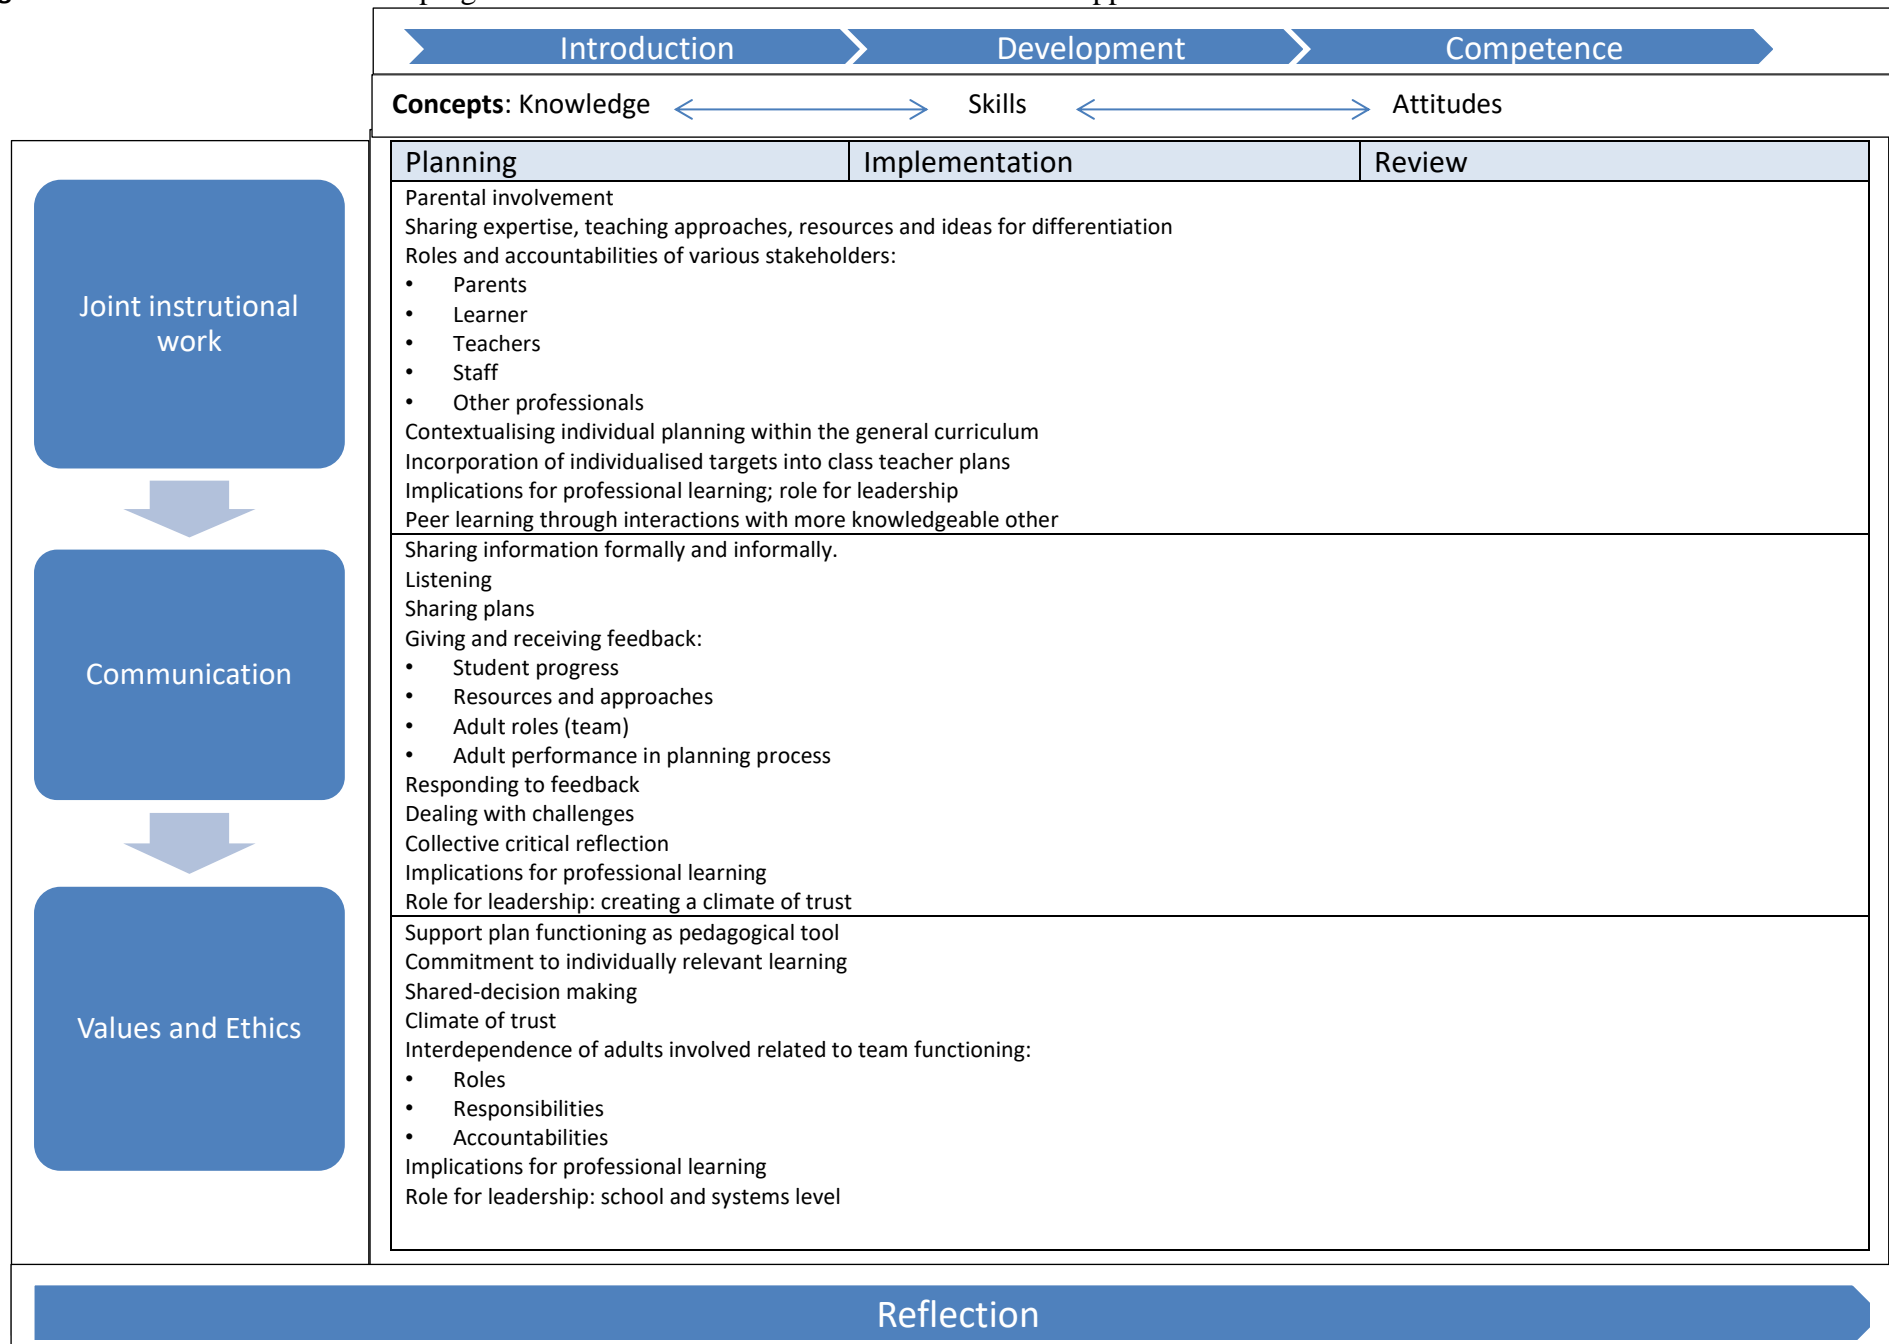 Introduction
Development
Competence
Concepts: Knowledge
Skills
Attitudes
Planning
Implementation
Review
Joint instrutional
work
Parental involvement
Sharing expertise, teaching approaches, resources and ideas for differentiation
Roles and accountabilities of various stakeholders:
• Parents
• Learner
• Teachers
• Staff
• Other professionals
Contextualising individual planning within the general curriculum
Incorporation of individualised targets into class teacher plans
Implications for professional learning; role for leadership
Peer learning through interactions with more knowledgeable other
Communication
Sharing information formally and informally.
Listening
Sharing plans
Giving and receiving feedback:
• Student progress
• Resources and approaches
• Adult roles (team)
• Adult performance in planning process
Responding to feedback
Dealing with challenges
Collective critical reflection
Implications for professional learning
Role for leadership: creating a climate of trust
Values and Ethics
Support plan functioning as pedagogical tool
Commitment to individually relevant learning
Shared-decision making
Climate of trust
Interdependence of adults involved related to team functioning:
• Roles
• Responsibilities
• Accountabilities
Implications for professional learning
Role for leadership: school and systems level
Reflection